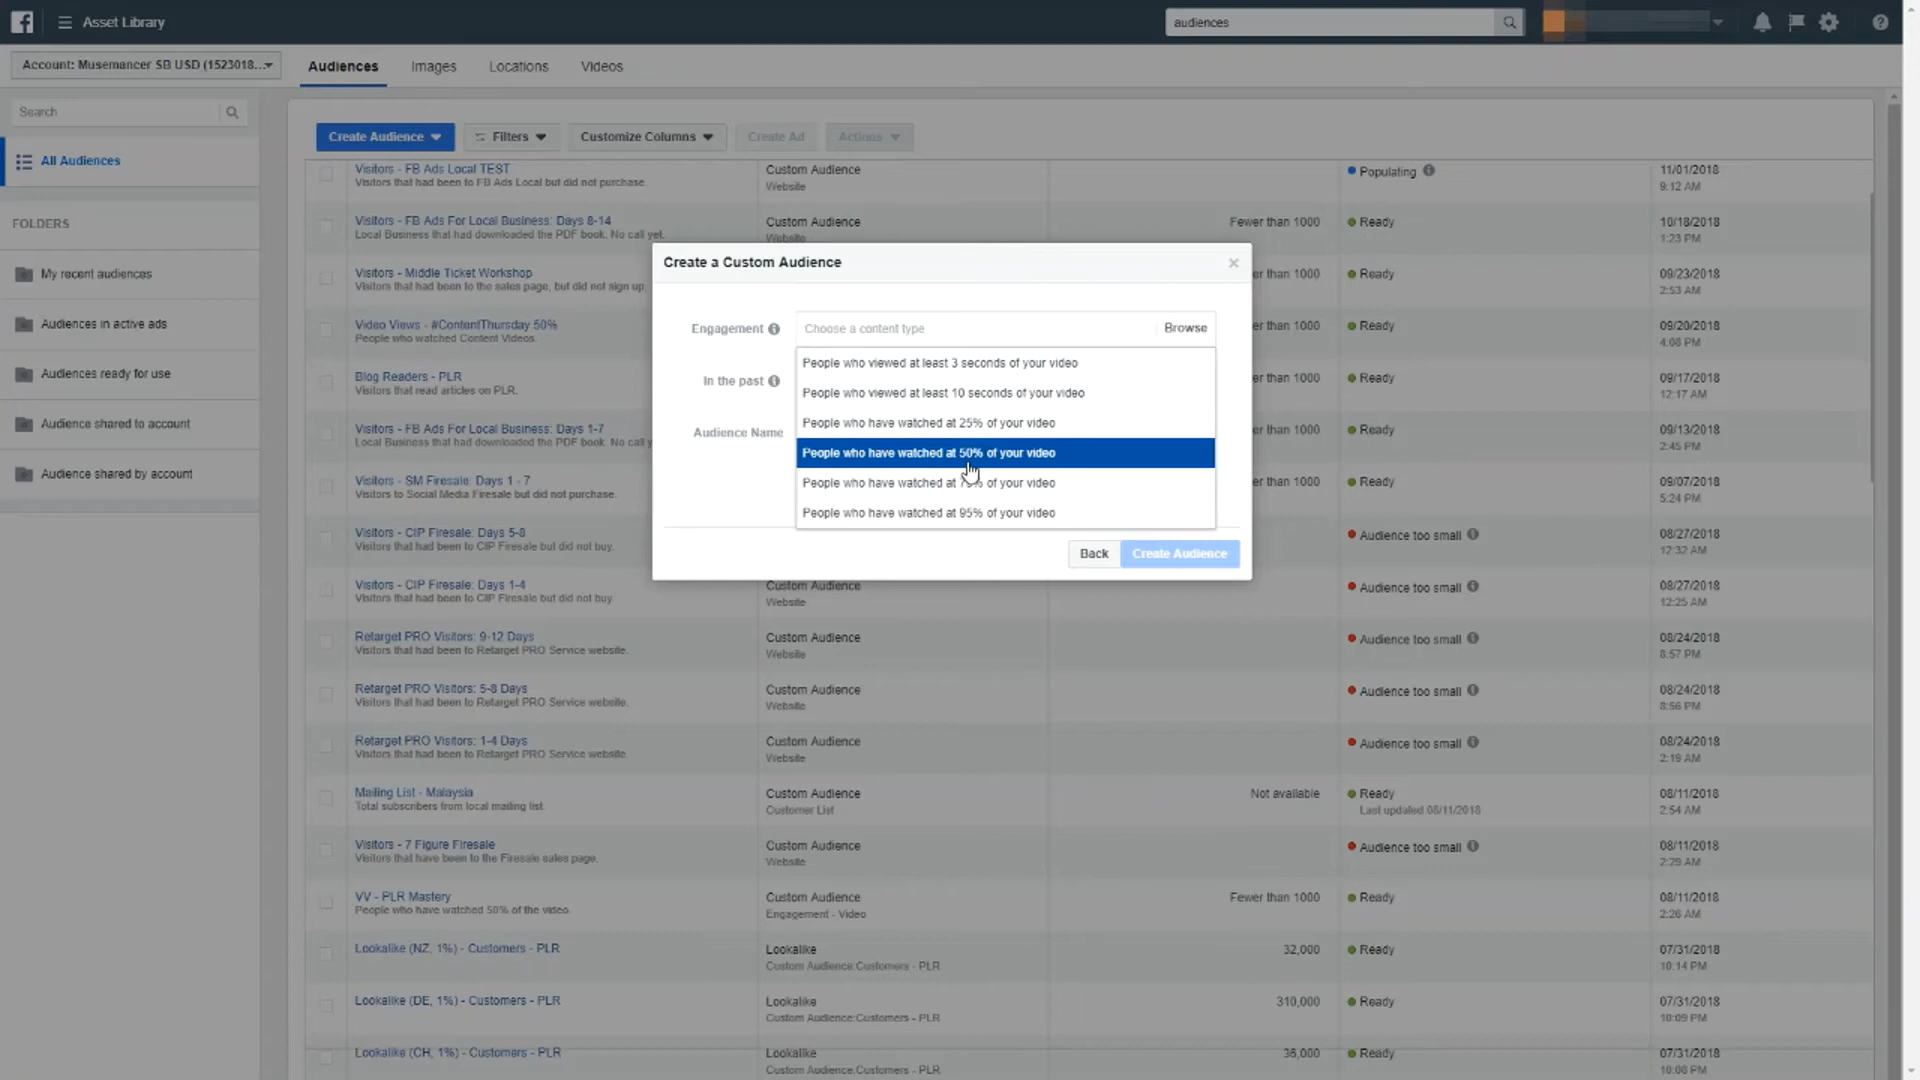 Asset Library
audiences
Account: Musemancer SB USD (1523018...
Audiences
Images
Locations
Videos
Search
All Audiences
FOLDERS
My recent audiences
Audiences in active ads
Audiences ready for use
Audience shared to account
Audience shared by account
Create Audience
Filters
Customize Columns
Create Ad
Actions
Visitors - FB Ads Local TEST
Visitors that had been to FB Ads Local but did not purchase.
Custom Audience
Website
Populating
11/01/2018
9:12 AM
Visitors - FB Ads For Local Business: Days 8-14
Local Business that had downloaded the PDF book. No call yet.
Custom Audience
Website
Fewer than 1000
Ready
10/18/2018
1:23 PM
Visitors - Middle Ticket Workshop
Visitors that had been to the sales page, but did not sign up.
er than 1000
Ready
09/23/2018
2:53 AM
Video Views - #ContentThursday 50%
People who watched Content Videos.
er than 1000
Ready
09/20/2018
4:08 PM
Blog Readers - PLR
Visitors that read articles on PLR.
er than 1000
Ready
09/17/2018
12:17 AM
Visitors - FB Ads For Local Business: Days 1-7
Local Business that had downloaded the PDF book. No call y
er than 1000
Ready
09/13/2018
2:45 PM
Visitors - SM Firesale: Days 1 - 7
Visitors to Social Media Firesale but did not purchase.
er than 1000
Ready
09/07/2018
5:24 PM
Visitors - CIP Firesale: Days 5-8
Visitors that had been to CIP Firesale but did not buy.
Audience too small
08/27/2018
12:32 AM
Visitors - CIP Firesale: Days 1-4
Visitors that had been to CIP Firesale but did not buy.
Custom Audience
Website
Audience too small
08/27/2018
12:25 AM
Retarget PRO Visitors: 9-12 Days
Visitors that had been to Retarget PRO Service website.
Custom Audience
Website
Audience too small
08/24/2018
8:57 PM
Retarget PRO Visitors: 5-8 Days
Visitors that had been to Retarget PRO Service website.
Custom Audience
Website
Audience too small
08/24/2018
8:56 PM
Retarget PRO Visitors: 1-4 Days
Visitors that had been to Retarget PRO Service website.
Custom Audience
Website
Audience too small
08/24/2018
2:19 AM
Mailing List - Malaysia
Total subscribers from local mailing list.
Custom Audience
Customer List
Not available
Ready
Last updated 08/11/2018
08/11/2018
2:54 AM
Visitors - 7 Figure Firesale
Visitors that have been to the Firesale sales page.
Custom Audience
Website
Audience too small
08/11/2018
2:29 AM
VV - PLR Mastery
People who have watched 50% of the video.
Custom Audience
Engagement - Video
Fewer than 1000
Ready
08/11/2018
2:26 AM
Lookalike (NZ, 1%) - Customers - PLR
Lookalike
Custom Audience:Customers - PLR
32,000
Ready
07/31/2018
10:14 PM
Lookalike (DE, 1%) - Customers - PLR
Lookalike
Custom Audience:Customers - PLR
310,000
Ready
07/31/2018
10:09 PM
Lookalike (CH, 1%) - Customers - PLR
Lookalike
Custom Audience:Customers - PLR
36,000
Ready
07/31/2018
10:08 PM
Create a Custom Audience
Engagement
Choose a content type
Browse
In the past
Audience Name
People who viewed at least 3 seconds of your video
People who viewed at least 10 seconds of your video
People who have watched at 25% of your video
People who have watched at 50% of your video
People who have watched at 75% of your video
People who have watched at 95% of your video
Back
Create Audience